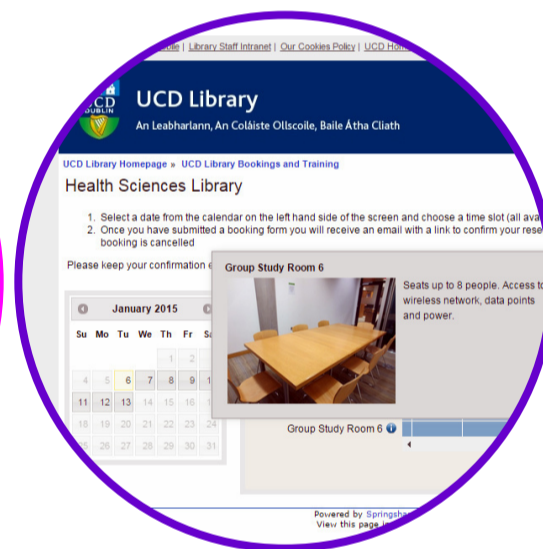 Library Staff Intranet | Our Cookies Policy | UCD
UCD
DUBLIN
UCD Library
An Leabharlann, An Coláiste Ollscoile, Baile Átha Cliath
UCD Library Homepage » UCD Library Bookings and Training
Health Sciences Library
1. Select a date from the calendar on the left hand side of the screen and choose a time slot (all
2. Once you have submitted a booking form you will receive an email with a link to confirm your
booking is cancelled
Please keep your confirmation
Group Study Room 6
Seats up to 8 people. Access to
wireless network, data points
and power.
January 2015
Su Mo Tu We Th Fr
1 2
4 5 6 7 8 9
11 12 13 14 15 16
18 19 20 21 22 23 24
25 26 27 28 29 30 31
Group Study Room 6
Powered by
View this page